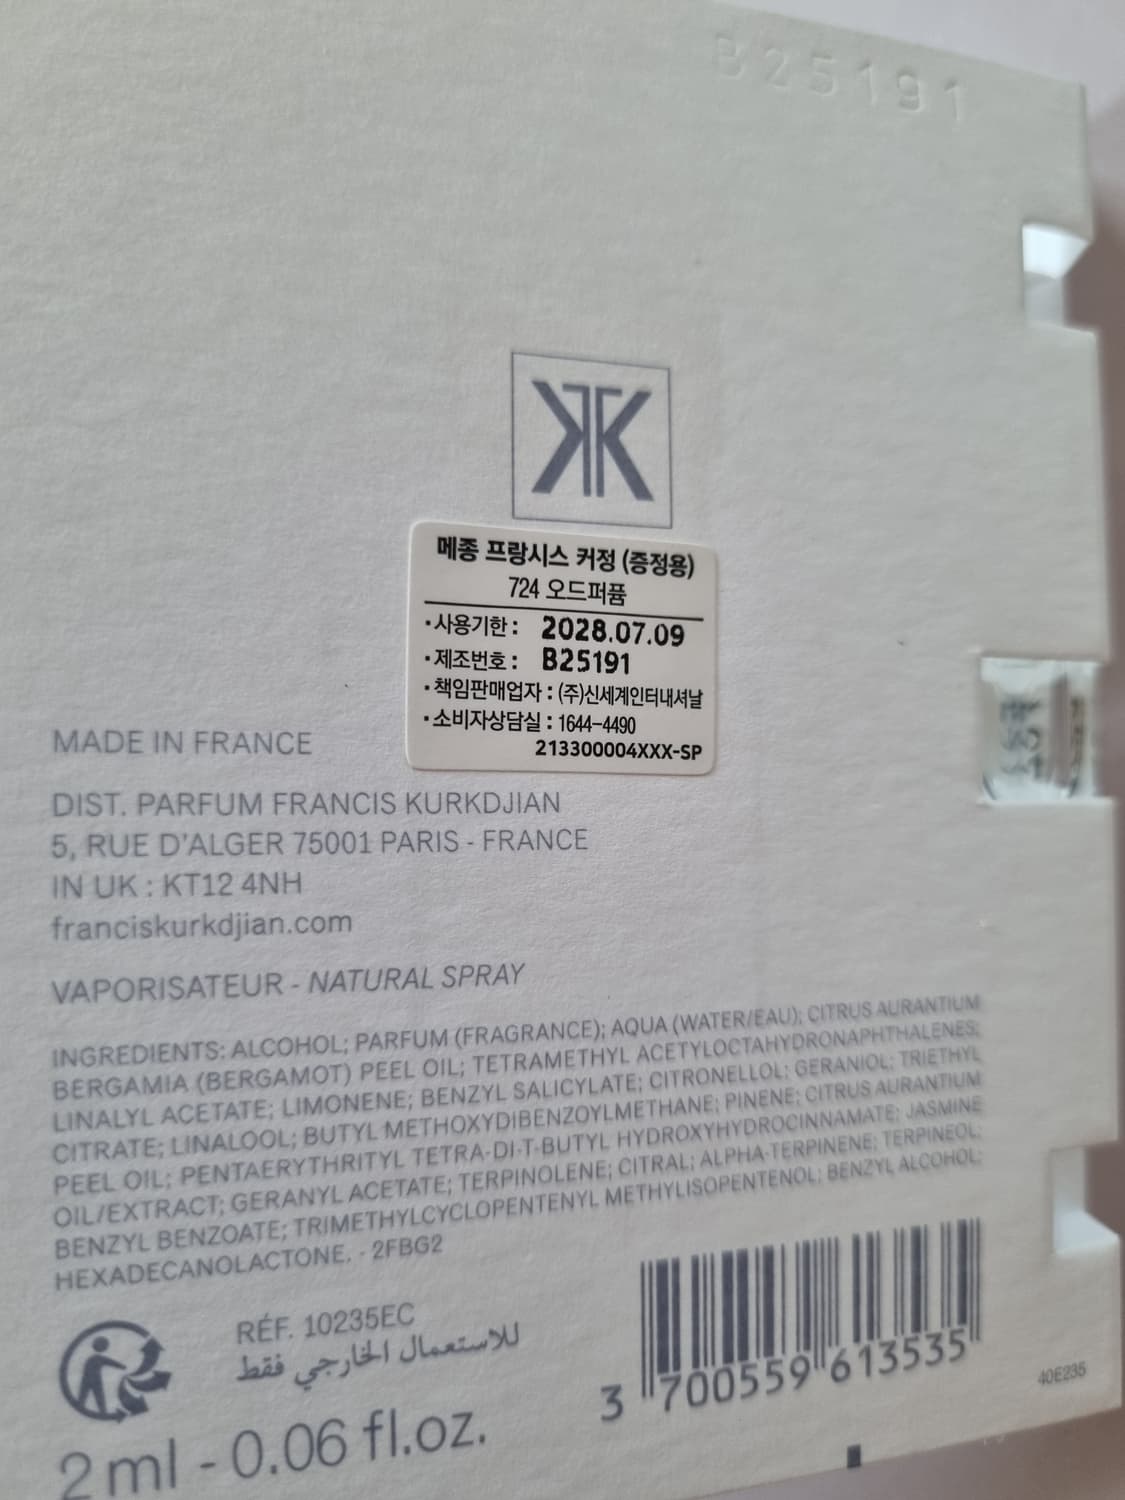 B25191
메종 프랑시스 커정 (증정용)
724 오드퍼퓸
·사용기한 : 2028.07.09
·제조번호 : B25191
·책임판매업자 : (주)신세계인터내셔날
·소비자상담실 : 1644-4490
213300004XXX-SP
MADE IN FRANCE
DIST. PARFUM FRANCIS KURKDJIAN
5, RUE D'ALGER 75001 PARIS - FRANCE
IN UK : KT12 4NH
franciskurkdjian.com
VAPORISATEUR - NATURAL SPRAY
INGREDIENTS: ALCOHOL; PARFUM (FRAGRANCE); AQUA (WATER/EAU); CITRUS AURANTIUM
BERGAMIA (BERGAMOT) PEEL OIL; TETRAMETHYL ACETYLOCTAHYDRONAPHTHALENES;
LINALYL ACETATE; LIMONENE; BENZYL SALICYLATE; CITRONELLOL; GERANIOL; TRIETHYL
CITRATE; LINALOOL; BUTYL METHOXYDIBENZOYLMETHANE; PINENE; CITRUS AURANTIUM
PEEL OIL; PENTAERYTHRITYL TETRA-DI-T-BUTYL HYDROXYHYDROCINNAMATE; JASMINE
OIL/EXTRACT; GERANYL ACETATE; TERPINOLENE; CITRAL; ALPHA-TERPINENE; TERPINEOL;
BENZYL BENZOATE; TRIMETHYLCYCLOPENTENYL METHYLISOPENTENOL; BENZYL ALCOHOL;
HEXADECANOLACTONE. - 2FBG2
RÉF. 10235EC
للاستعمال الخارجي فقط
2 ml - 0.06 fl.oz.
3 700559 613535
40E235